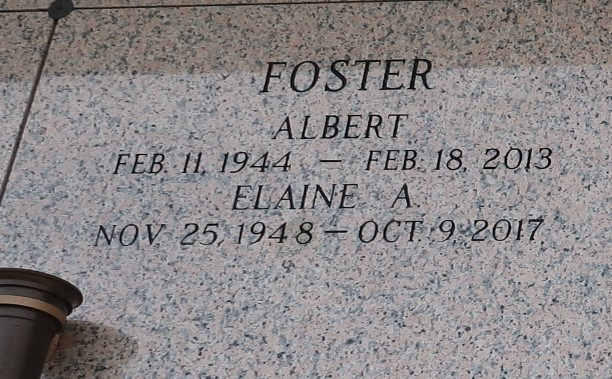 FOSTER
ALBERT
FEB. 11, 1944 — FEB. 18, 2013
ELAINE A.
NOV 25, 1948 — OCT. 9, 2017